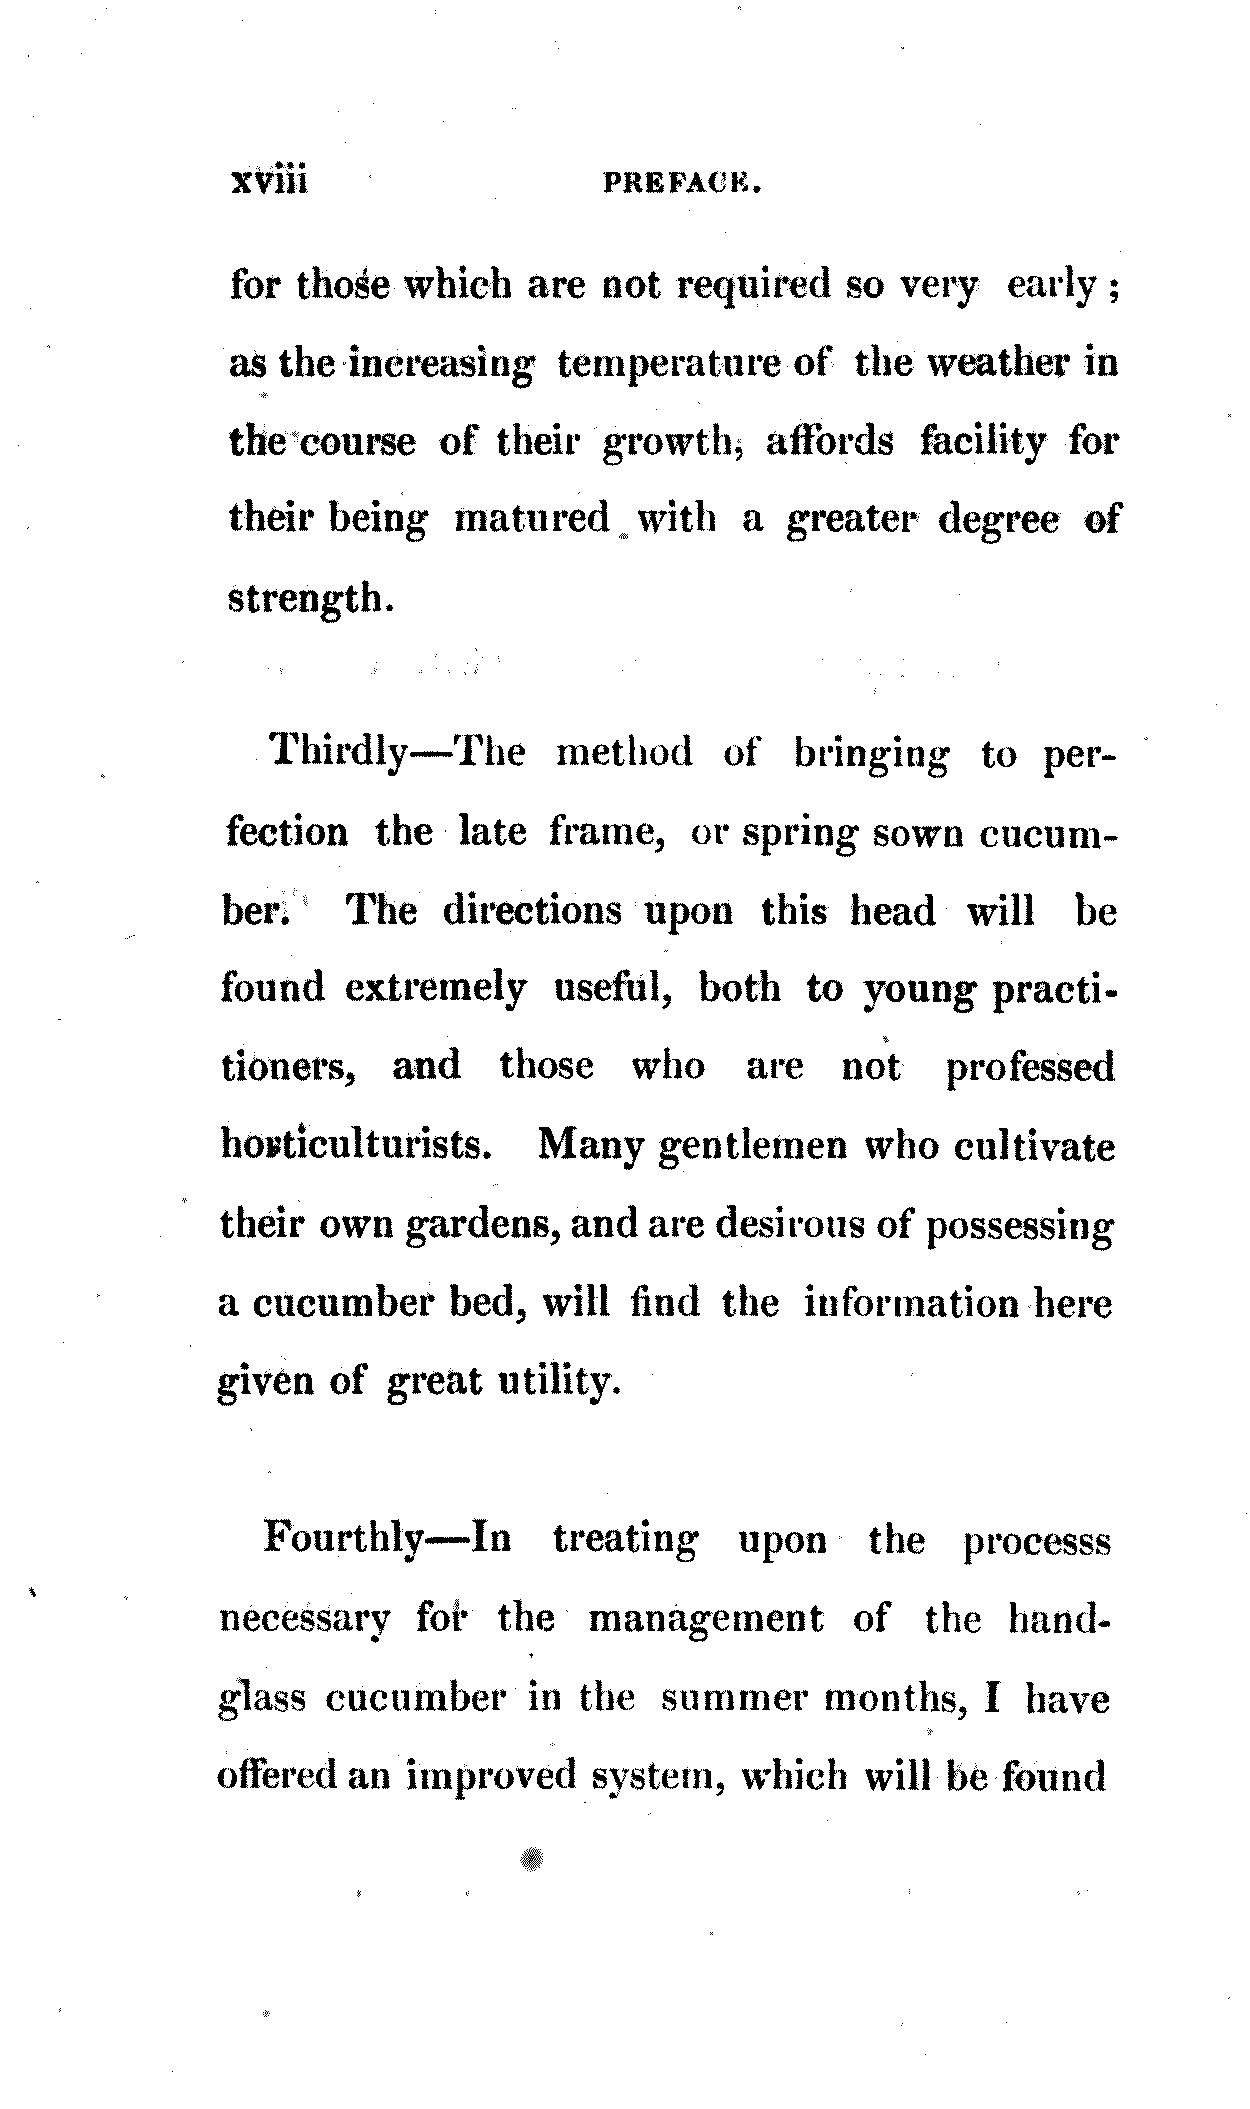 xviii PREFACE.
for those which are not required so very early ;
as the increasing temperature of the weather in
the course of their growth, affords facility for
their being matured with a greater degree of
strength.
Thirdly—The method of bringing to per-
fection the late frame, or spring sown cucum-
ber. The directions upon this head will be
found extremely useful, both to young practi-
tioners, and those who are not professed
horticulturists. Many gentlemen who cultivate
their own gardens, and are desirous of possessing
a cucumber bed, will find the information here
given of great utility.
Fourthly—In treating upon the processs
necessary for the management of the hand-
glass cucumber in the summer months, I have
offered an improved system, which will be found